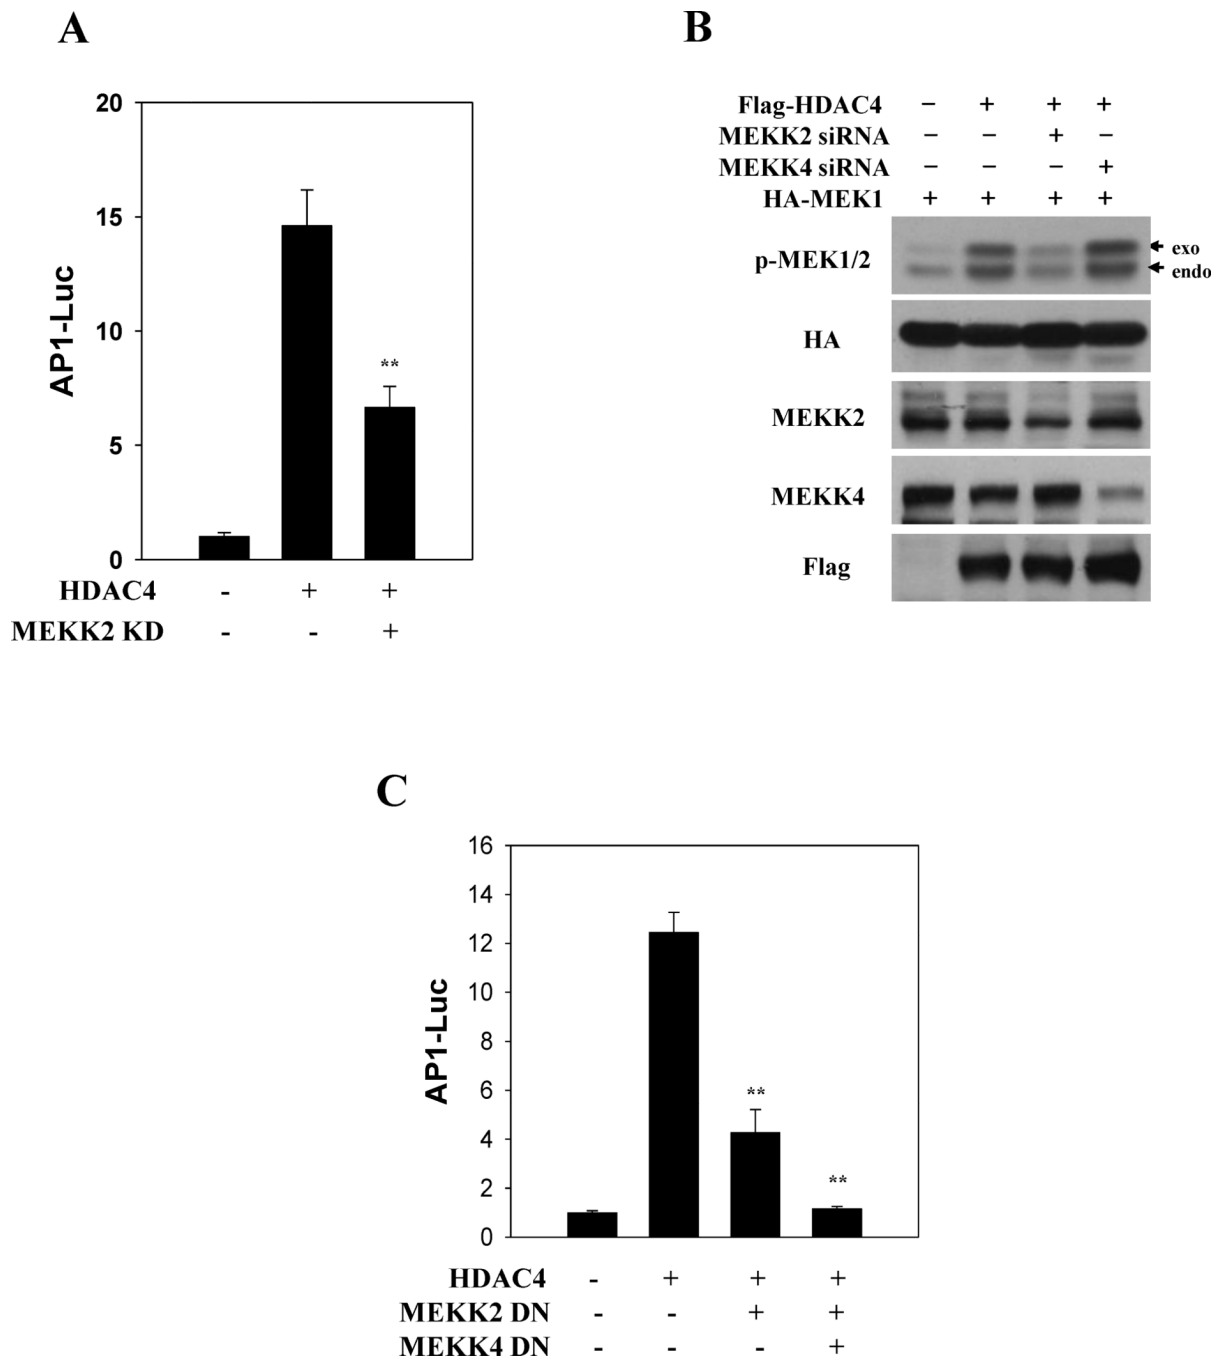 A
20
15
10
5
0
AP1-Luc
**
HDAC4 - + +
MEKK2 KD - - +
B
Flag-HDAC4 − + + +
MEKK2 siRNA − − + −
MEKK4 siRNA − − − +
HA-MEK1 + + + +
p-MEK1/2
exo
endo
HA
MEKK2
MEKK4
Flag
C
16
14
12
10
8
6
4
2
0
AP1-Luc
**
**
HDAC4 - + + +
MEKK2 DN - - + +
MEKK4 DN - - - +